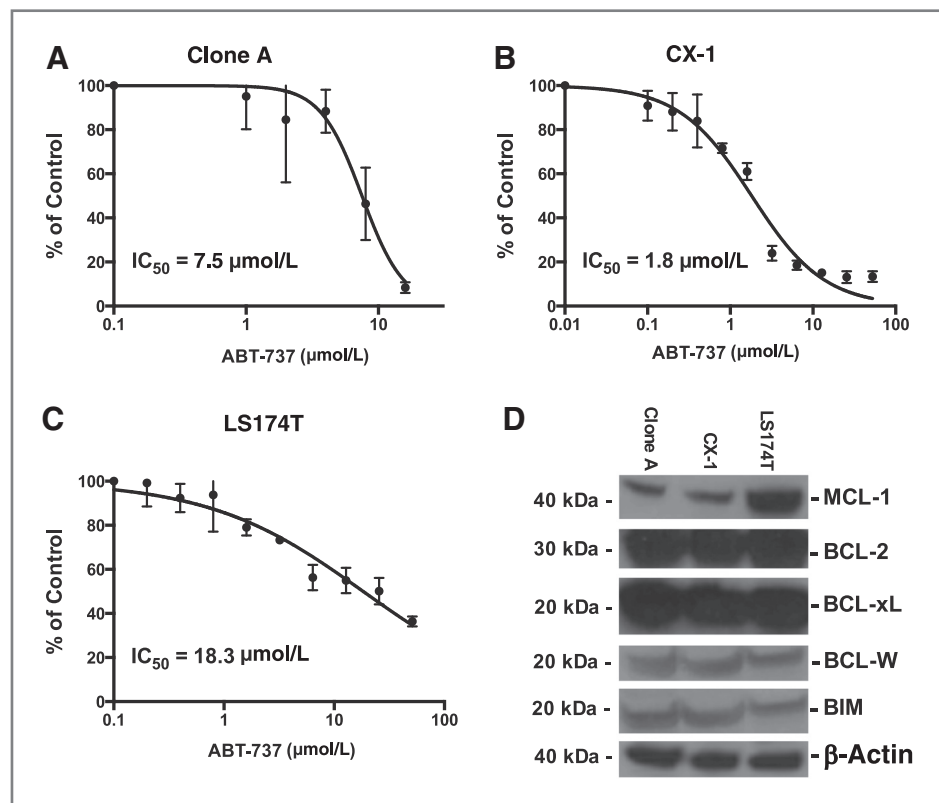 A
Clone A
% of Control
100
80
60
40
20
0
IC50 = 7.5 µmol/L
0.1 1 10
ABT-737 (µmol/L)
B
CX-1
% of Control
100
80
60
40
20
0
IC50 = 1.8 µmol/L
0.01 0.1 1 10 100
ABT-737 (µmol/L)
C
LS174T
% of Control
100
80
60
40
20
0
IC50 = 18.3 µmol/L
0.1 1 10 100
ABT-737 (µmol/L)
D
Clone A
CX-1
LS174T
40 kDa - - MCL-1
30 kDa - - BCL-2
20 kDa - - BCL-xL
20 kDa - - BCL-W
20 kDa - - BIM
40 kDa - - β-Actin